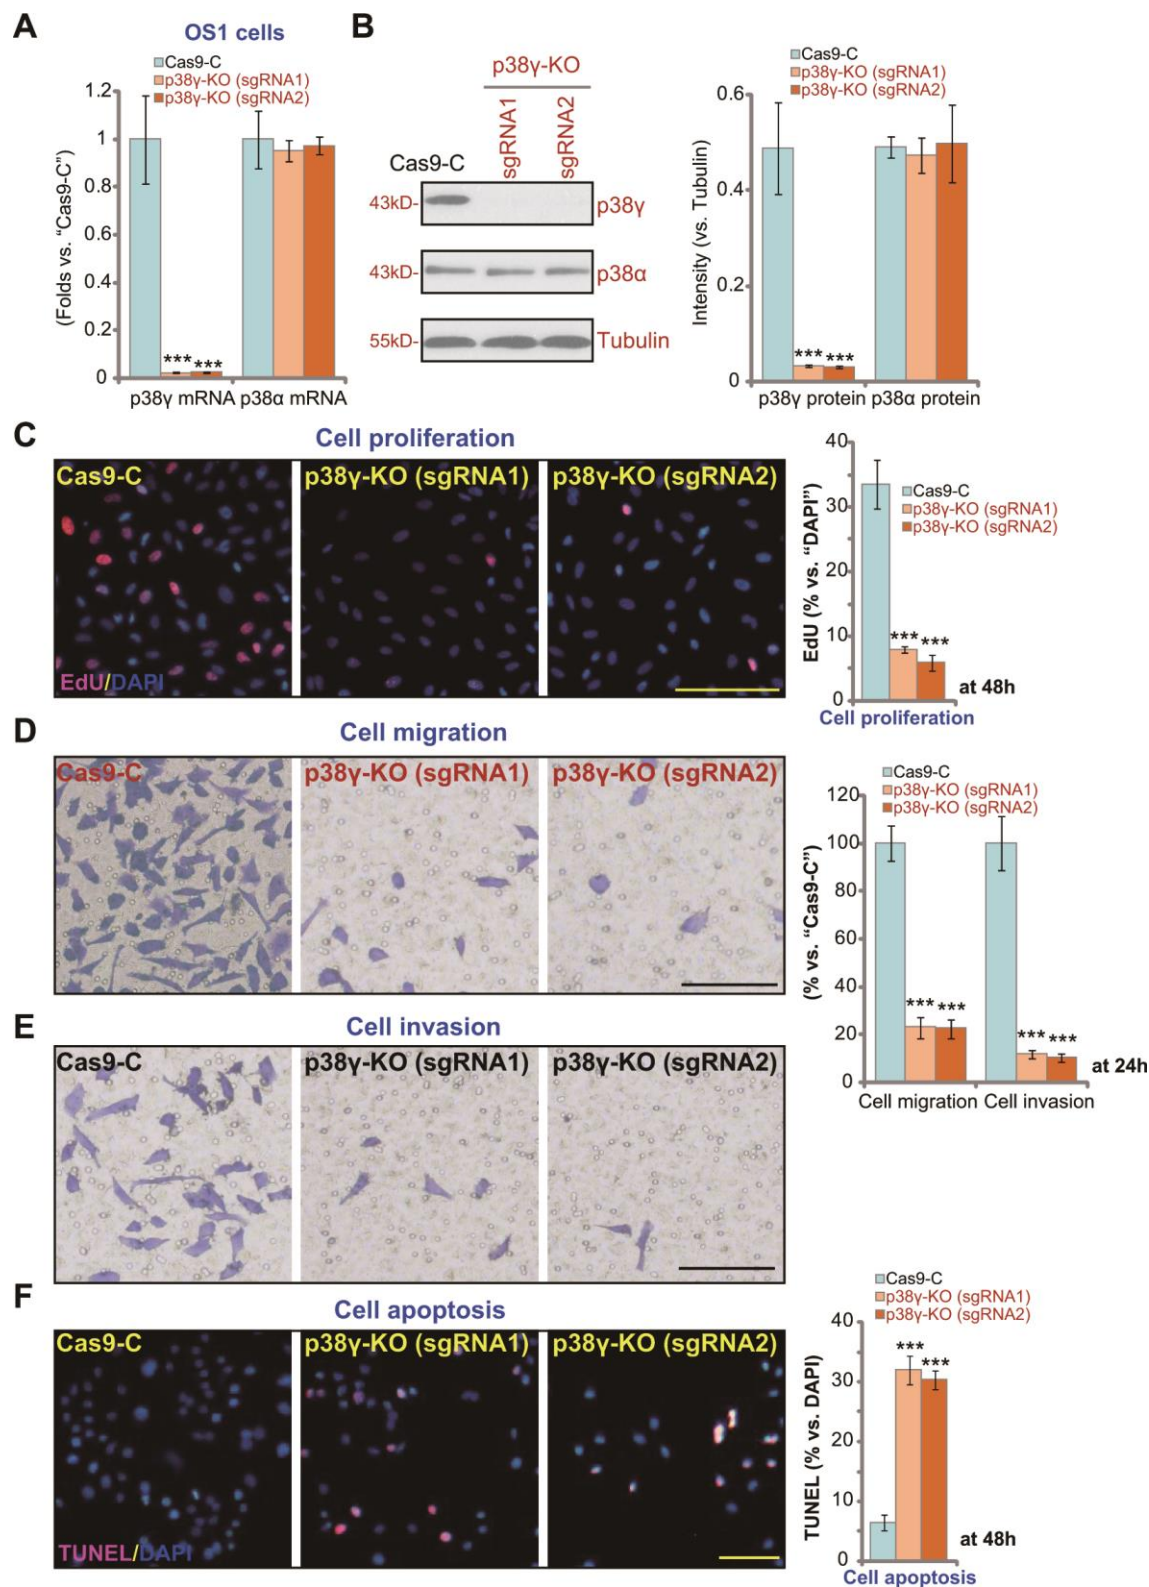 A
OS1 cells
Cas9-C
p38γ-KO (sgRNA1)
p38γ-KO (sgRNA2)
(Folds vs. “Cas9-C”)
1.2
1
0.8
0.6
0.4
0.2
0
*** ***
p38γ mRNA p38α mRNA
B
p38γ-KO
Cas9-C
sgRNA1
sgRNA2
43kD-
p38γ
43kD-
p38α
55kD-
Tubulin
Cas9-C
p38γ-KO (sgRNA1)
p38γ-KO (sgRNA2)
Intensity (vs. Tubulin)
0.6
0.4
0.2
0
*** ***
p38γ protein p38α protein
C
Cell proliferation
Cas9-C
p38γ-KO (sgRNA1)
p38γ-KO (sgRNA2)
EdU/DAPI
EdU (% vs. “DAPI”)
40
30
20
10
0
Cas9-C
p38γ-KO (sgRNA1)
p38γ-KO (sgRNA2)
*** ***
at 48h
Cell proliferation
D
Cell migration
Cas9-C
p38γ-KO (sgRNA1)
p38γ-KO (sgRNA2)
Cas9-C
p38γ-KO (sgRNA1)
p38γ-KO (sgRNA2)
(% vs. “Cas9-C”)
120
100
80
60
40
20
0
*** ***
*** ***
at 24h
Cell migration Cell invasion
E
Cell invasion
Cas9-C
p38γ-KO (sgRNA1)
p38γ-KO (sgRNA2)
F
Cell apoptosis
Cas9-C
p38γ-KO (sgRNA1)
p38γ-KO (sgRNA2)
TUNEL/DAPI
Cas9-C
p38γ-KO (sgRNA1)
p38γ-KO (sgRNA2)
TUNEL (% vs. DAPI)
40
30
20
10
0
*** ***
at 48h
Cell apoptosis